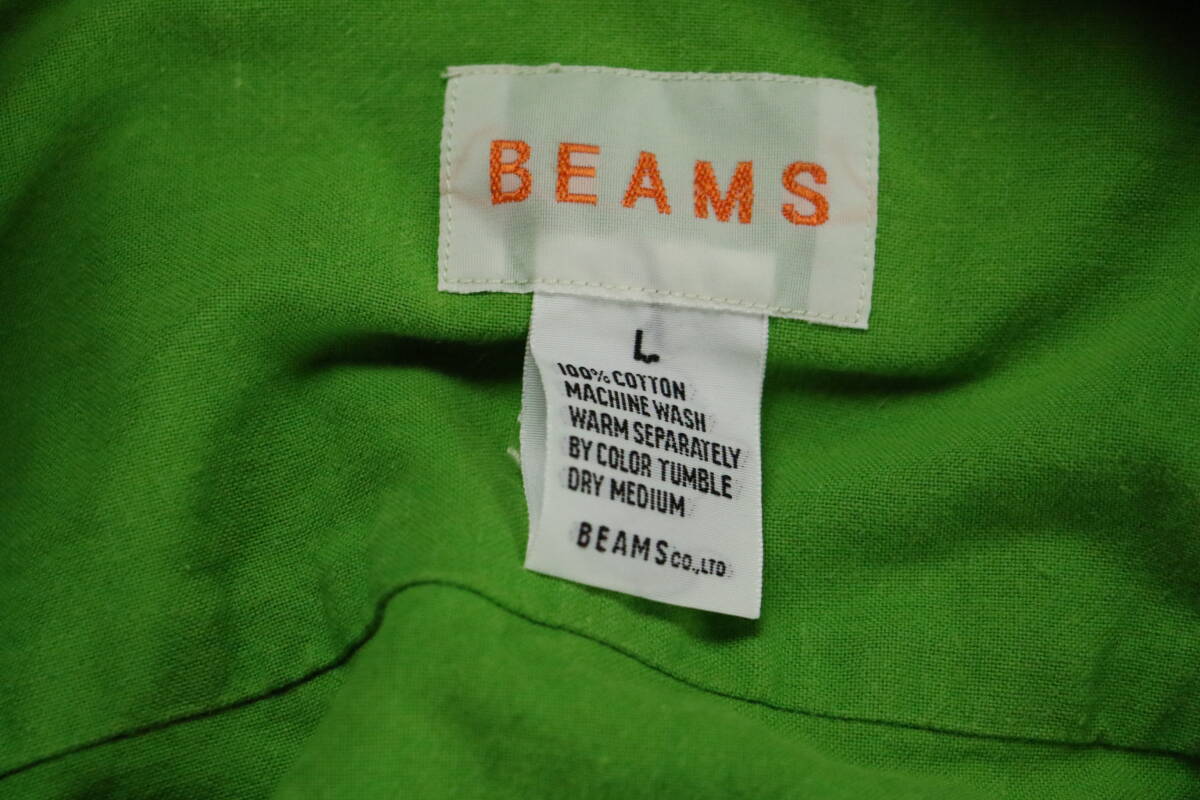 BEAMS
L
100% COTTON
MACHINE WASH
WARM SEPARATELY
BY COLOR TUMBLE
DRY MEDIUM
BEAMS CO.,LTD